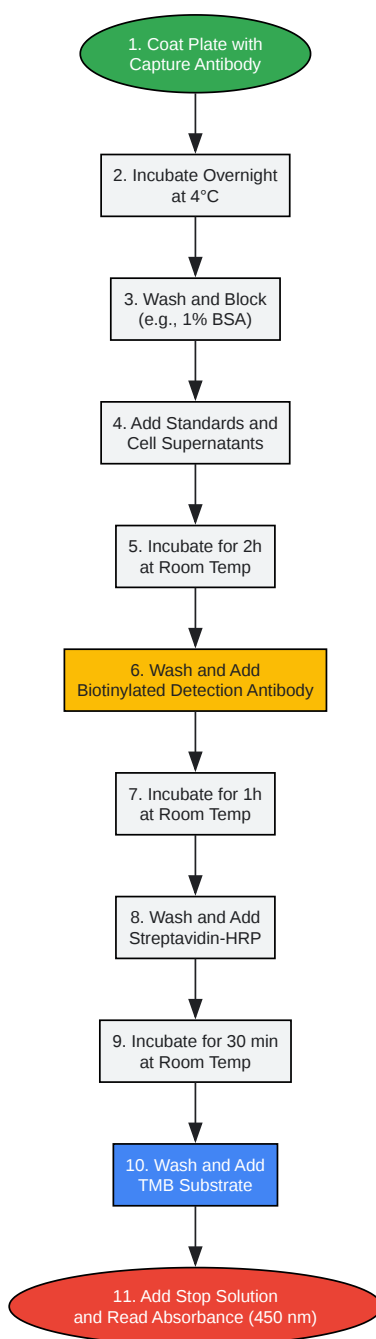 1. Coat Plate with
Capture Antibody
2. Incubate Overnight
at 4°C
3. Wash and Block
(e.g., 1% BSA)
4. Add Standards and
Cell Supernatants
5. Incubate for 2h
at Room Temp
6. Wash and Add
Biotinylated Detection Antibody
7. Incubate for 1h
at Room Temp
8. Wash and Add
Streptavidin-HRP
9. Incubate for 30 min
at Room Temp
10. Wash and Add
TMB Substrate
11. Add Stop Solution
and Read Absorbance (450 nm)